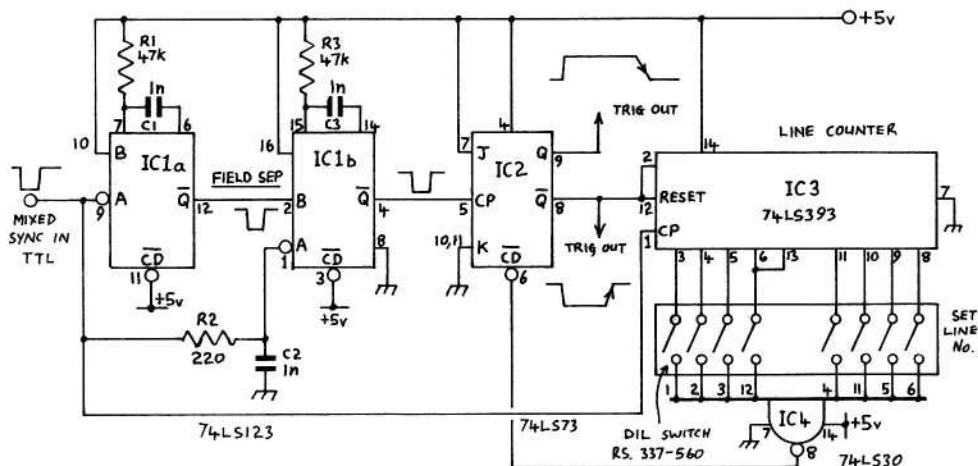 +5v
R1
47k
1n
7
6
C1
10
B
IC1a
A
9
Q
12
CD
11
+5v
MIXED
SYNC IN
TTL
FIELD SEP
R3
47k
1n
15
14
C3
16
IC1b
2
B
Q
4
A
1
8
CD
3
+5v
R2
220
C2
1n
74LS123
4
7
J
Q
9
IC2
5
CP
Q
8
10,11
K
CD
6
74LS73
TRIG OUT
TRIG OUT
LINE COUNTER
14
2
IC3
12
RESET
74LS393
7
1
CP
3
4
5
6
13
11
10
9
8
SET
LINE
No.
1
2
3
12
4
11
5
6
DIL SWITCH
RS. 337-560
7
IC4
14
+5v
8
74LS30